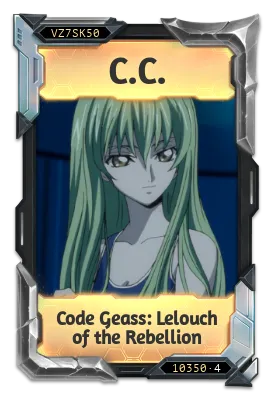 VZ7SK50
C.C.
Code Geass: Lelouch
of the Rebellion
10350·4